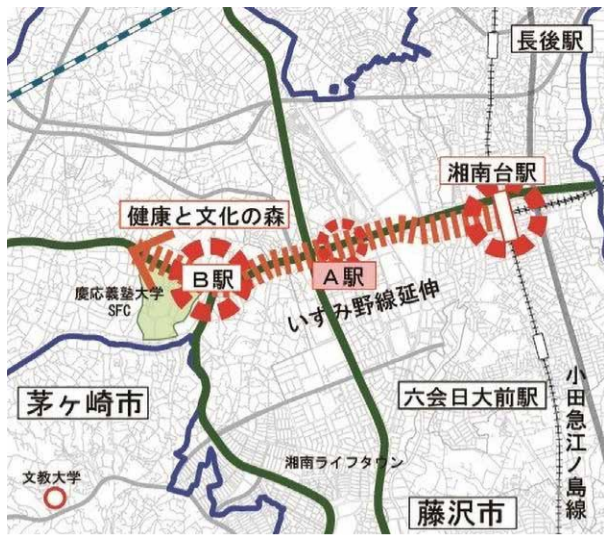 長後駅
湘南台駅
健康と文化の森
B駅
A駅
慶応義塾大学
SFC
いずみ野線延伸
茅ヶ崎市
六会日大前駅
小田急江ノ島線
湘南ライフタウン
文教大学
藤沢市